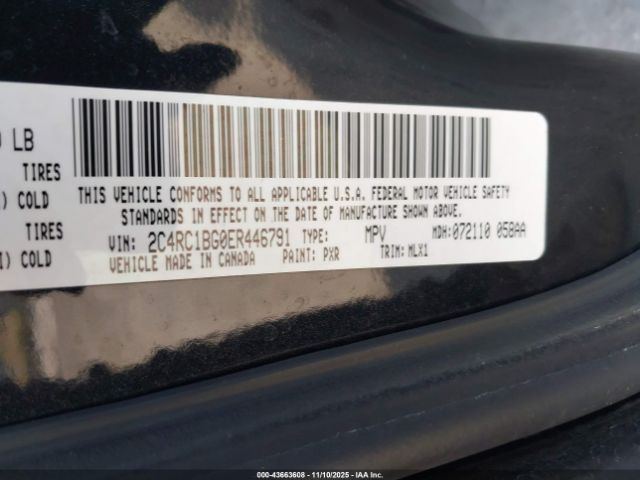 0 LB
TIRES
) COLD
TIRES
I) COLD
THIS VEHICLE CONFORMS TO ALL APPLICABLE U.S.A. FEDERAL MOTOR VEHICLE SAFETY
STANDARDS IN EFFECT ON THE DATE OF MANUFACTURE SHOWN ABOVE.
VIN: 2C4RC1BG0ER446791 TYPE: MPV MDH: 072110 058AA
VEHICLE MADE IN CANADA PAINT: PXR TRIM: MLX1
000-43663608 - 11/10/2025 - IAA Inc.